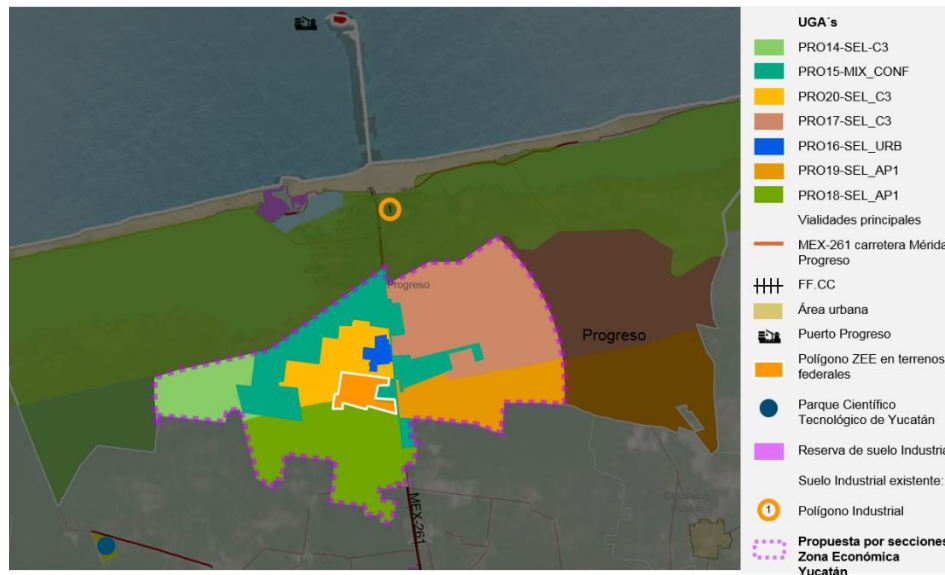 UGA´s
PRO14-SEL-C3
PRO15-MIX_CONF
PRO20-SEL_C3
PRO17-SEL_C3
PRO16-SEL_URB
PRO19-SEL_AP1
PRO18-SEL_AP1
Vialidades principales
MEX-261 carretera Mérida
Progreso
FF.CC
Área urbana
Puerto Progreso
Polígono ZEE en terrenos
federales
Parque Científico
Tecnológico de Yucatán
Reserva de suelo Industria
Suelo Industrial existente:
1
Polígono Industrial
Propuesta por secciones
Zona Económica
Yucatán
1
Progreso
Progreso
MEX-261